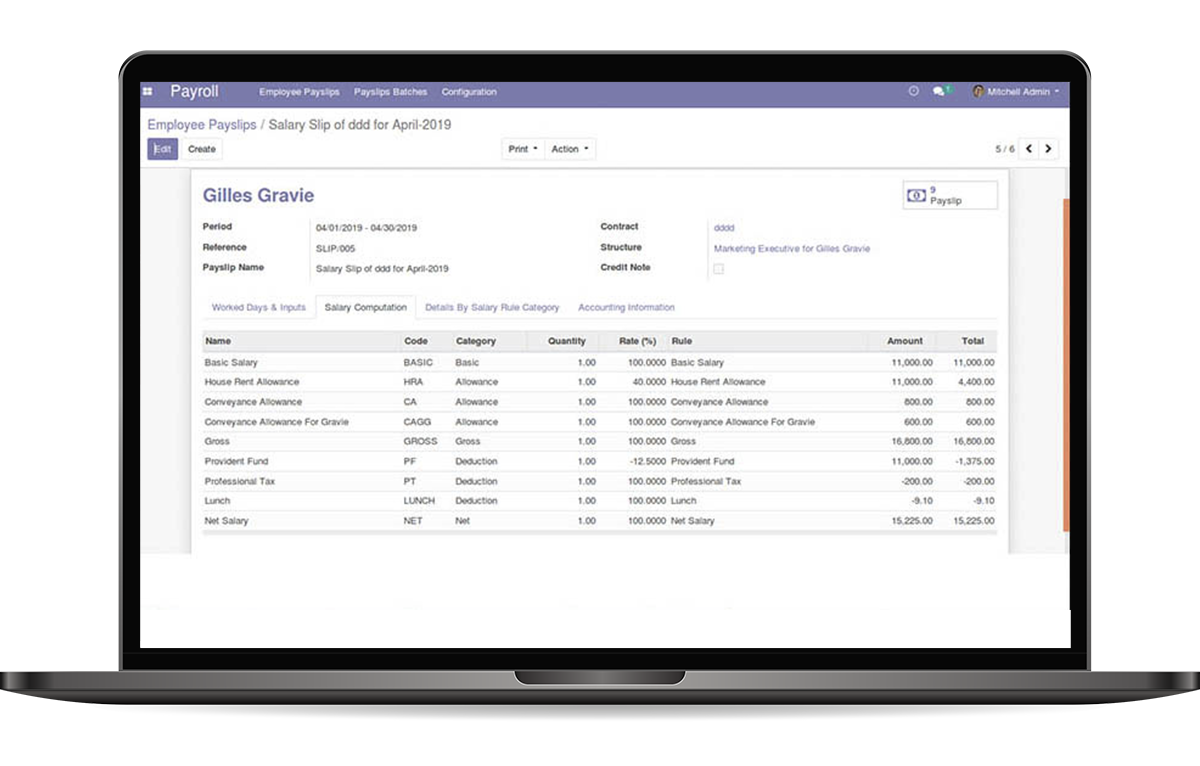 Payroll Employee Payslips Payslips Batches Configuration 1 Mitchell Admin
Employee Payslips / Salary Slip of ddd for April-2019
Edit Create Print Action 5 / 6
Gilles Gravie
9
Payslip
Period 04/01/2019 - 04/30/2019 Contract dddd
Reference SLIP/005 Structure Marketing Executive for Gilles Gravie
Payslip Name Salary Slip of ddd for April-2019 Credit Note
Worked Days & Inputs Salary Computation Details By Salary Rule Category Accounting Information
Name Code Category Quantity Rate (%) Rule Amount Total
Basic Salary BASIC Basic 1.00 100.0000 Basic Salary 11,000.00 11,000.00
House Rent Allowance HRA Allowance 1.00 40.0000 House Rent Allowance 11,000.00 4,400.00
Conveyance Allowance CA Allowance 1.00 100.0000 Conveyance Allowance 800.00 800.00
Conveyance Allowance For Gravie CAGG Allowance 1.00 100.0000 Conveyance Allowance For Gravie 600.00 600.00
Gross GROSS Gross 1.00 100.0000 Gross 16,800.00 16,800.00
Provident Fund PF Deduction 1.00 -12.5000 Provident Fund 11,000.00 -1,375.00
Professional Tax PT Deduction 1.00 100.0000 Professional Tax -200.00 -200.00
Lunch LUNCH Deduction 1.00 100.0000 Lunch -9.10 -9.10
Net Salary NET Net 1.00 100.0000 Net Salary 15,225.00 15,225.00